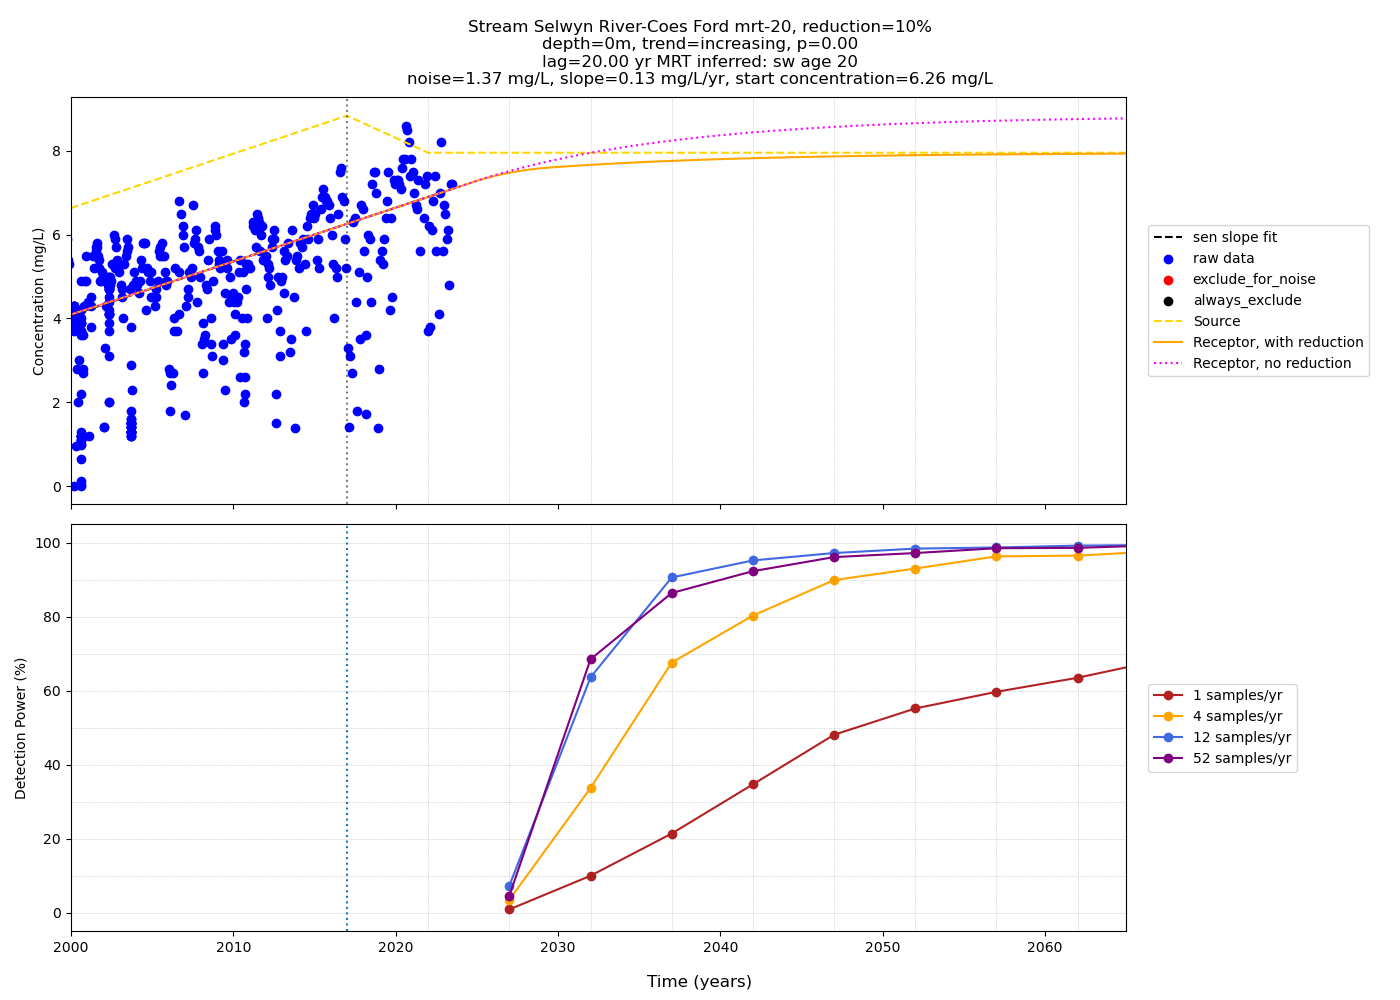 Stream Selwyn River-Coes Ford mrt-20, reduction=10%
depth=0m, trend=increasing, p=0.00
lag=20.00 yr MRT inferred: sw age 20
noise=1.37 mg/L, slope=0.13 mg/L/yr, start concentration=6.26 mg/L
Concentration (mg/L)
8
6
4
2
0
sen slope fit
raw data
exclude_for_noise
always_exclude
Source
Receptor, with reduction
Receptor, no reduction
Detection Power (%)
100
80
60
40
20
0
1 samples/yr
4 samples/yr
12 samples/yr
52 samples/yr
2000 2010 2020 2030 2040 2050 2060
Time (years)